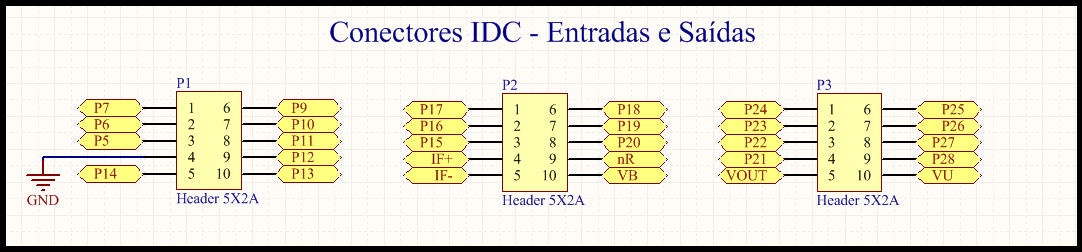 Conectores IDC - Entradas e Saídas
P1
P7 1 6 P9
P6 2 7 P10
P5 3 8 P11
4 9 P12
P14 5 10 P13
GND
Header 5X2A
P2
P17 1 6 P18
P16 2 7 P19
P15 3 8 P20
IF+ 4 9 nR
IF- 5 10 VB
Header 5X2A
P3
P24 1 6 P25
P23 2 7 P26
P22 3 8 P27
P21 4 9 P28
VOUT 5 10 VU
Header 5X2A